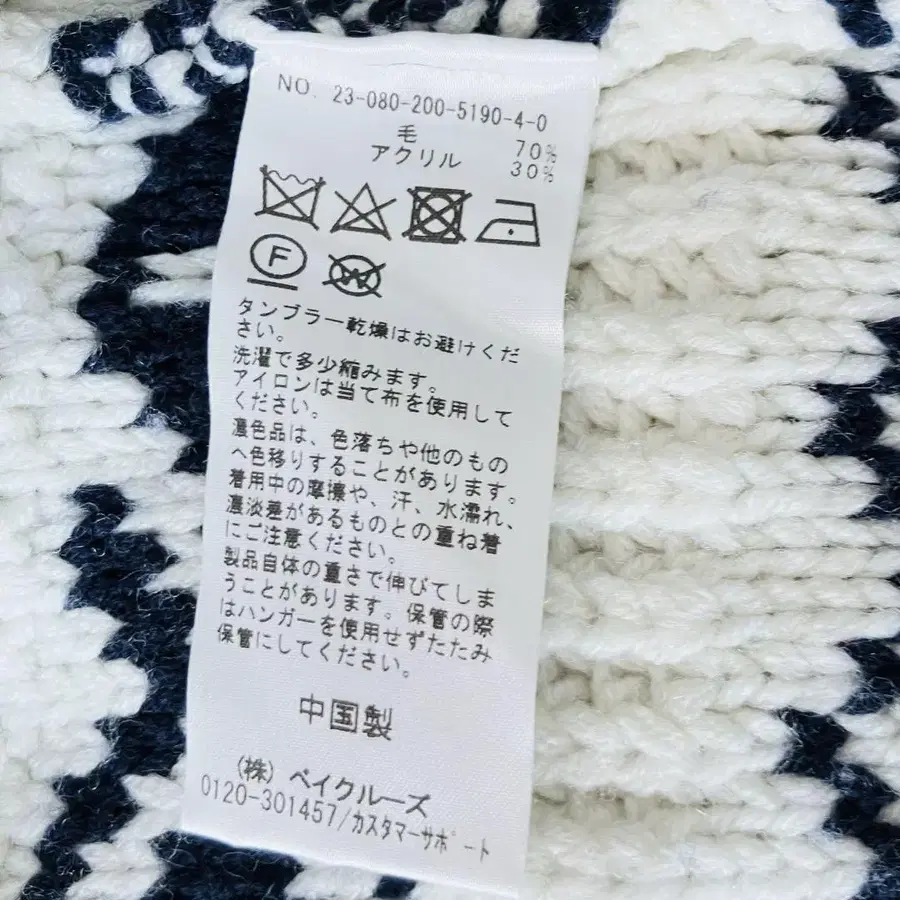 NO. 23-080-200-5190-4-0
毛 70%
アクリル 30%
F
W
タンブラー乾燥はお避けくだ
さい。
洗濯で多少縮みます。
アイロンは当て布を使用して
ください。
濃色品は、色落ちや他のもの
へ色移りすることがあります。
着用中の摩擦や、汗、水濡れ、
濃淡差があるものとの重ね着
にご注意ください。
製品自体の重さで伸びてしま
うことがあります。保管の際
はハンガーを使用せずたたみ
保管にしてください。
中国製
(株) ベイクルーズ
0120-301457/カスタマーサポート